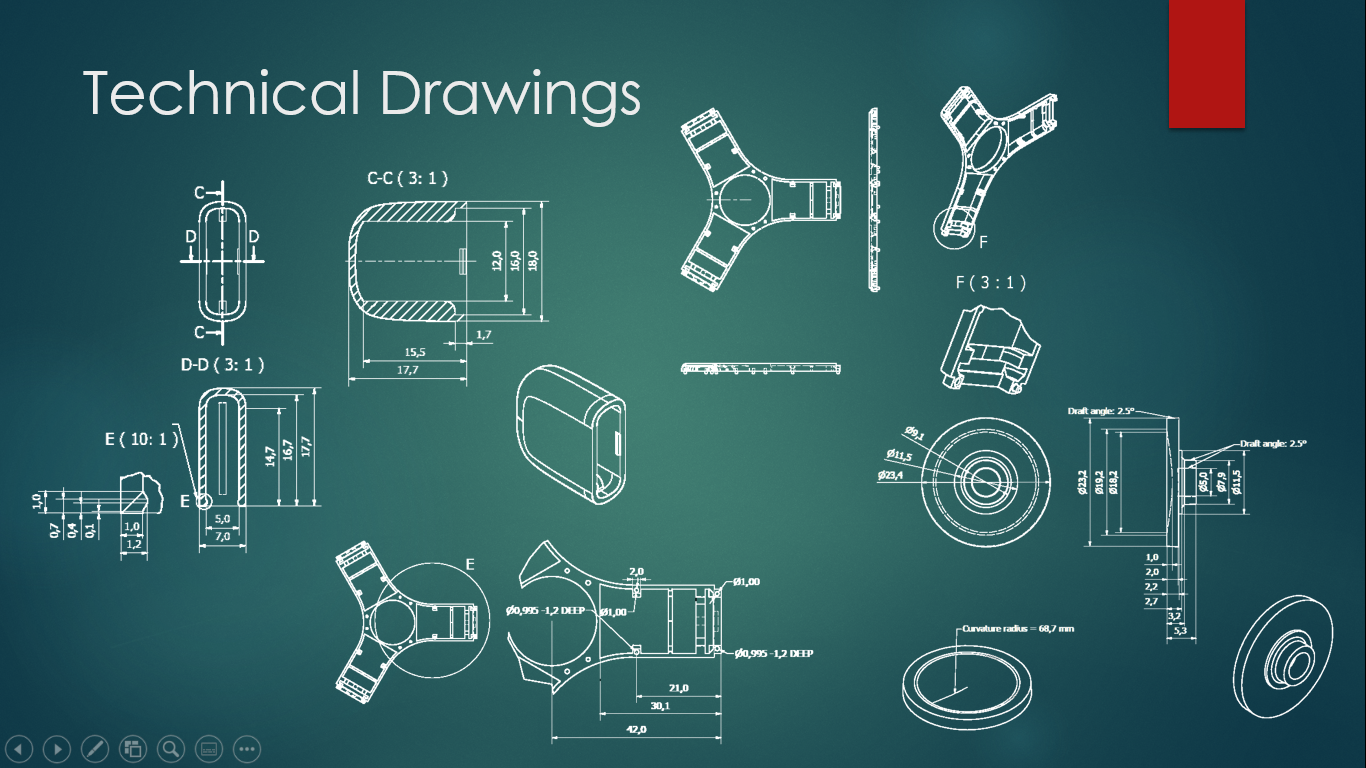 Technical Drawings
C-C ( 3: 1 )
C
D
D
C
12,0
16,0
18,0
1,7
15,5
17,7
D-D ( 3: 1 )
E ( 10: 1 )
E
14,7
16,7
17,7
5,0
7,0
1,0
0,7
0,4
0,1
1,0
1,2
F
F ( 3 : 1 )
Draft angle: 2.5°
Draft angle: 2.5°
Ø9,1
Ø11,5
Ø23,4
Ø23,2
Ø19,2
Ø18,2
Ø5,0
Ø7,9
Ø11,5
1,0
2,0
2,2
2,7
3,2
5,3
E
2,0
Ø1,00
Ø0,995 -1,2 DEEP
Ø1,00
Ø0,995 -1,2 DEEP
21,0
30,1
42,0
Curvature radius = 68,7 mm